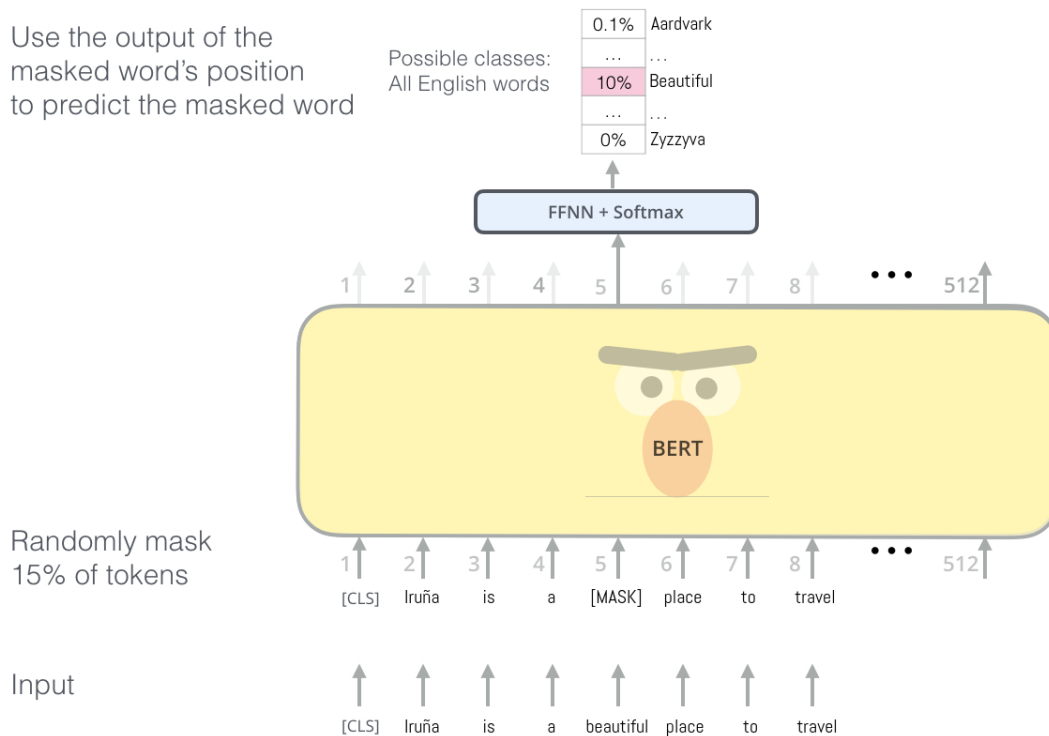 Use the output of the
masked word's position
to predict the masked word
Possible classes:
All English words
0.1% Aardvark
... ...
10% Beautiful
... ...
0% Zyzzyva
FFNN + Softmax
1 2 3 4 5 6 7 8 ••• 512
BERT
Randomly mask
15% of tokens
1 2 3 4 5 6 7 8 ••• 512
[CLS] Iruña is a [MASK] place to travel
Input
[CLS] Iruña is a beautiful place to travel